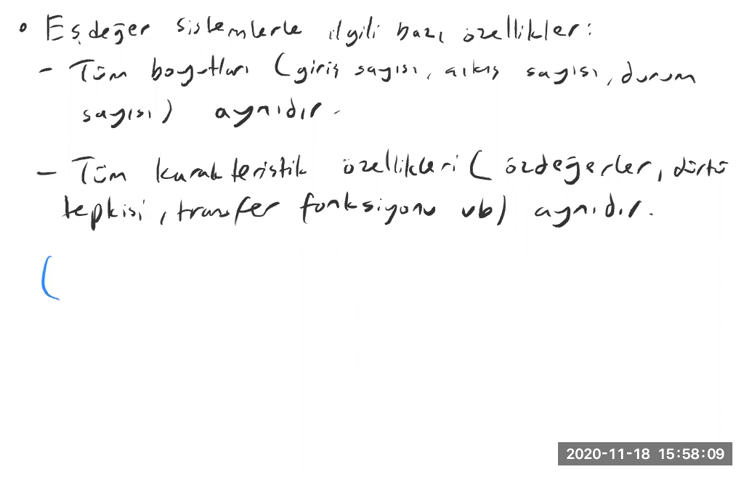 • Eşdeğer sistemlerle ilgili bazı özellikler:
- Tüm boyutları (giriş sayısı, çıkış sayısı, durum
sayısı) aynıdır.
- Tüm karakteristik özellikleri (özdeğerler, dürtü
tepkisi, transfer fonksiyonu vb) aynıdır.
(
2020-11-18 15:58:09